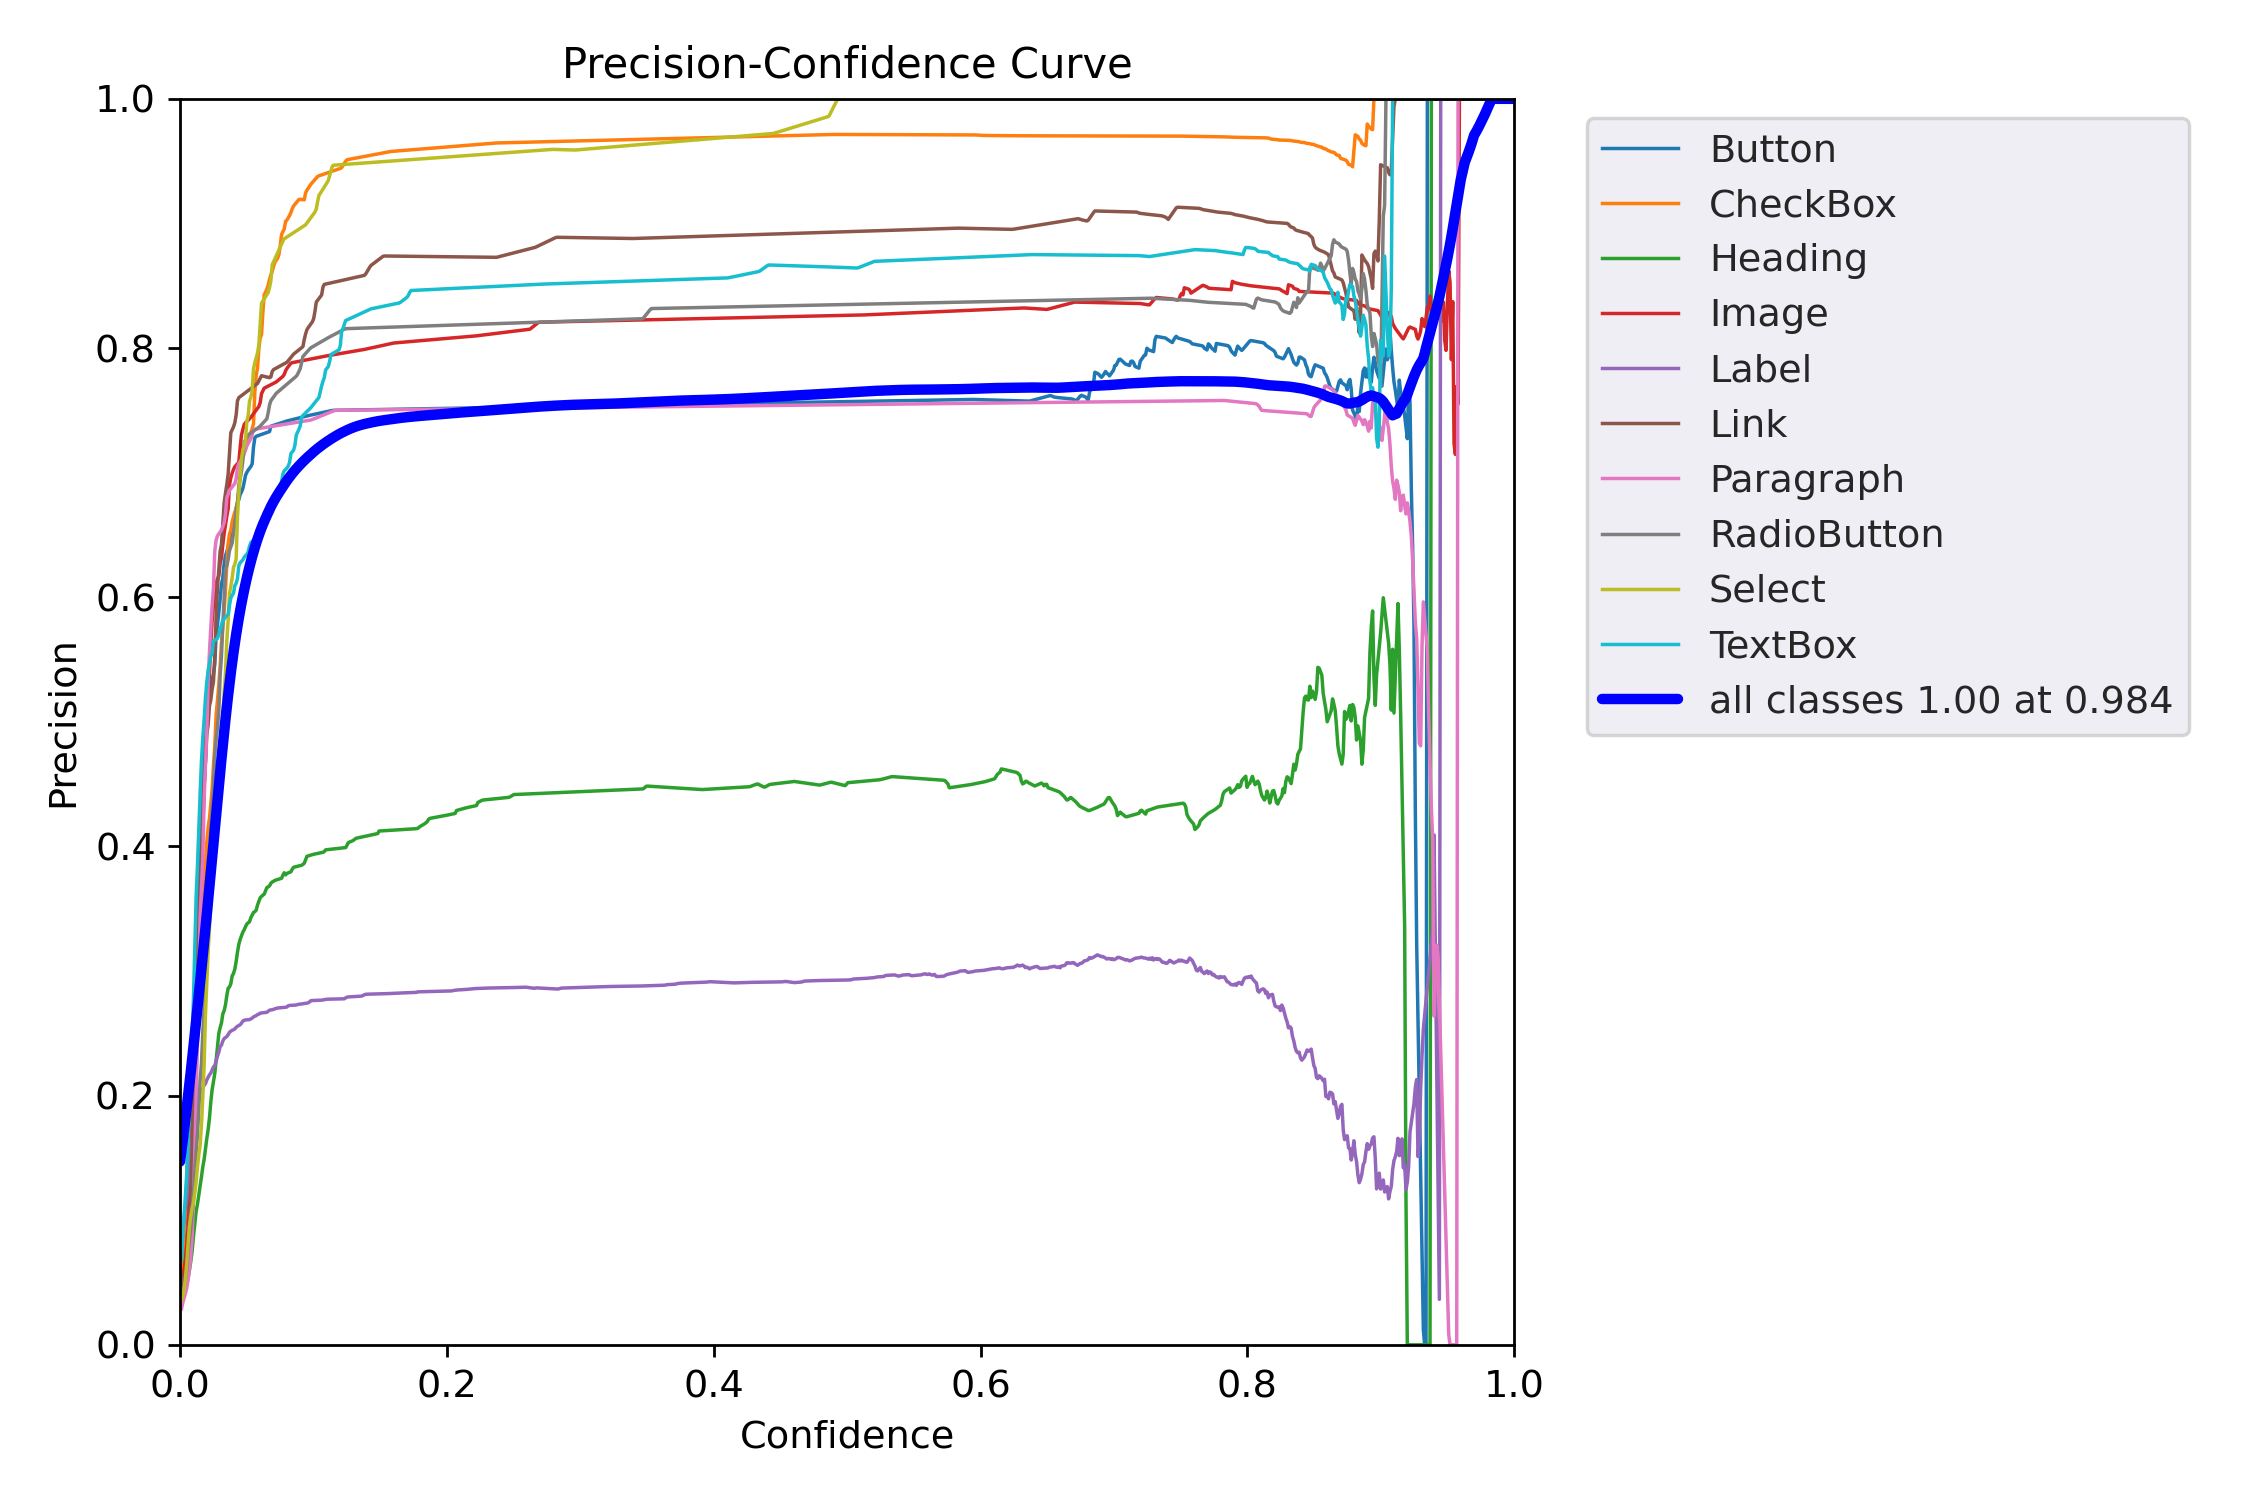 Precision-Confidence Curve
1.0
0.8
0.6
0.4
0.2
0.0
Precision
0.0 0.2 0.4 0.6 0.8 1.0
Confidence
Button
CheckBox
Heading
Image
Label
Link
Paragraph
RadioButton
Select
TextBox
all classes 1.00 at 0.984